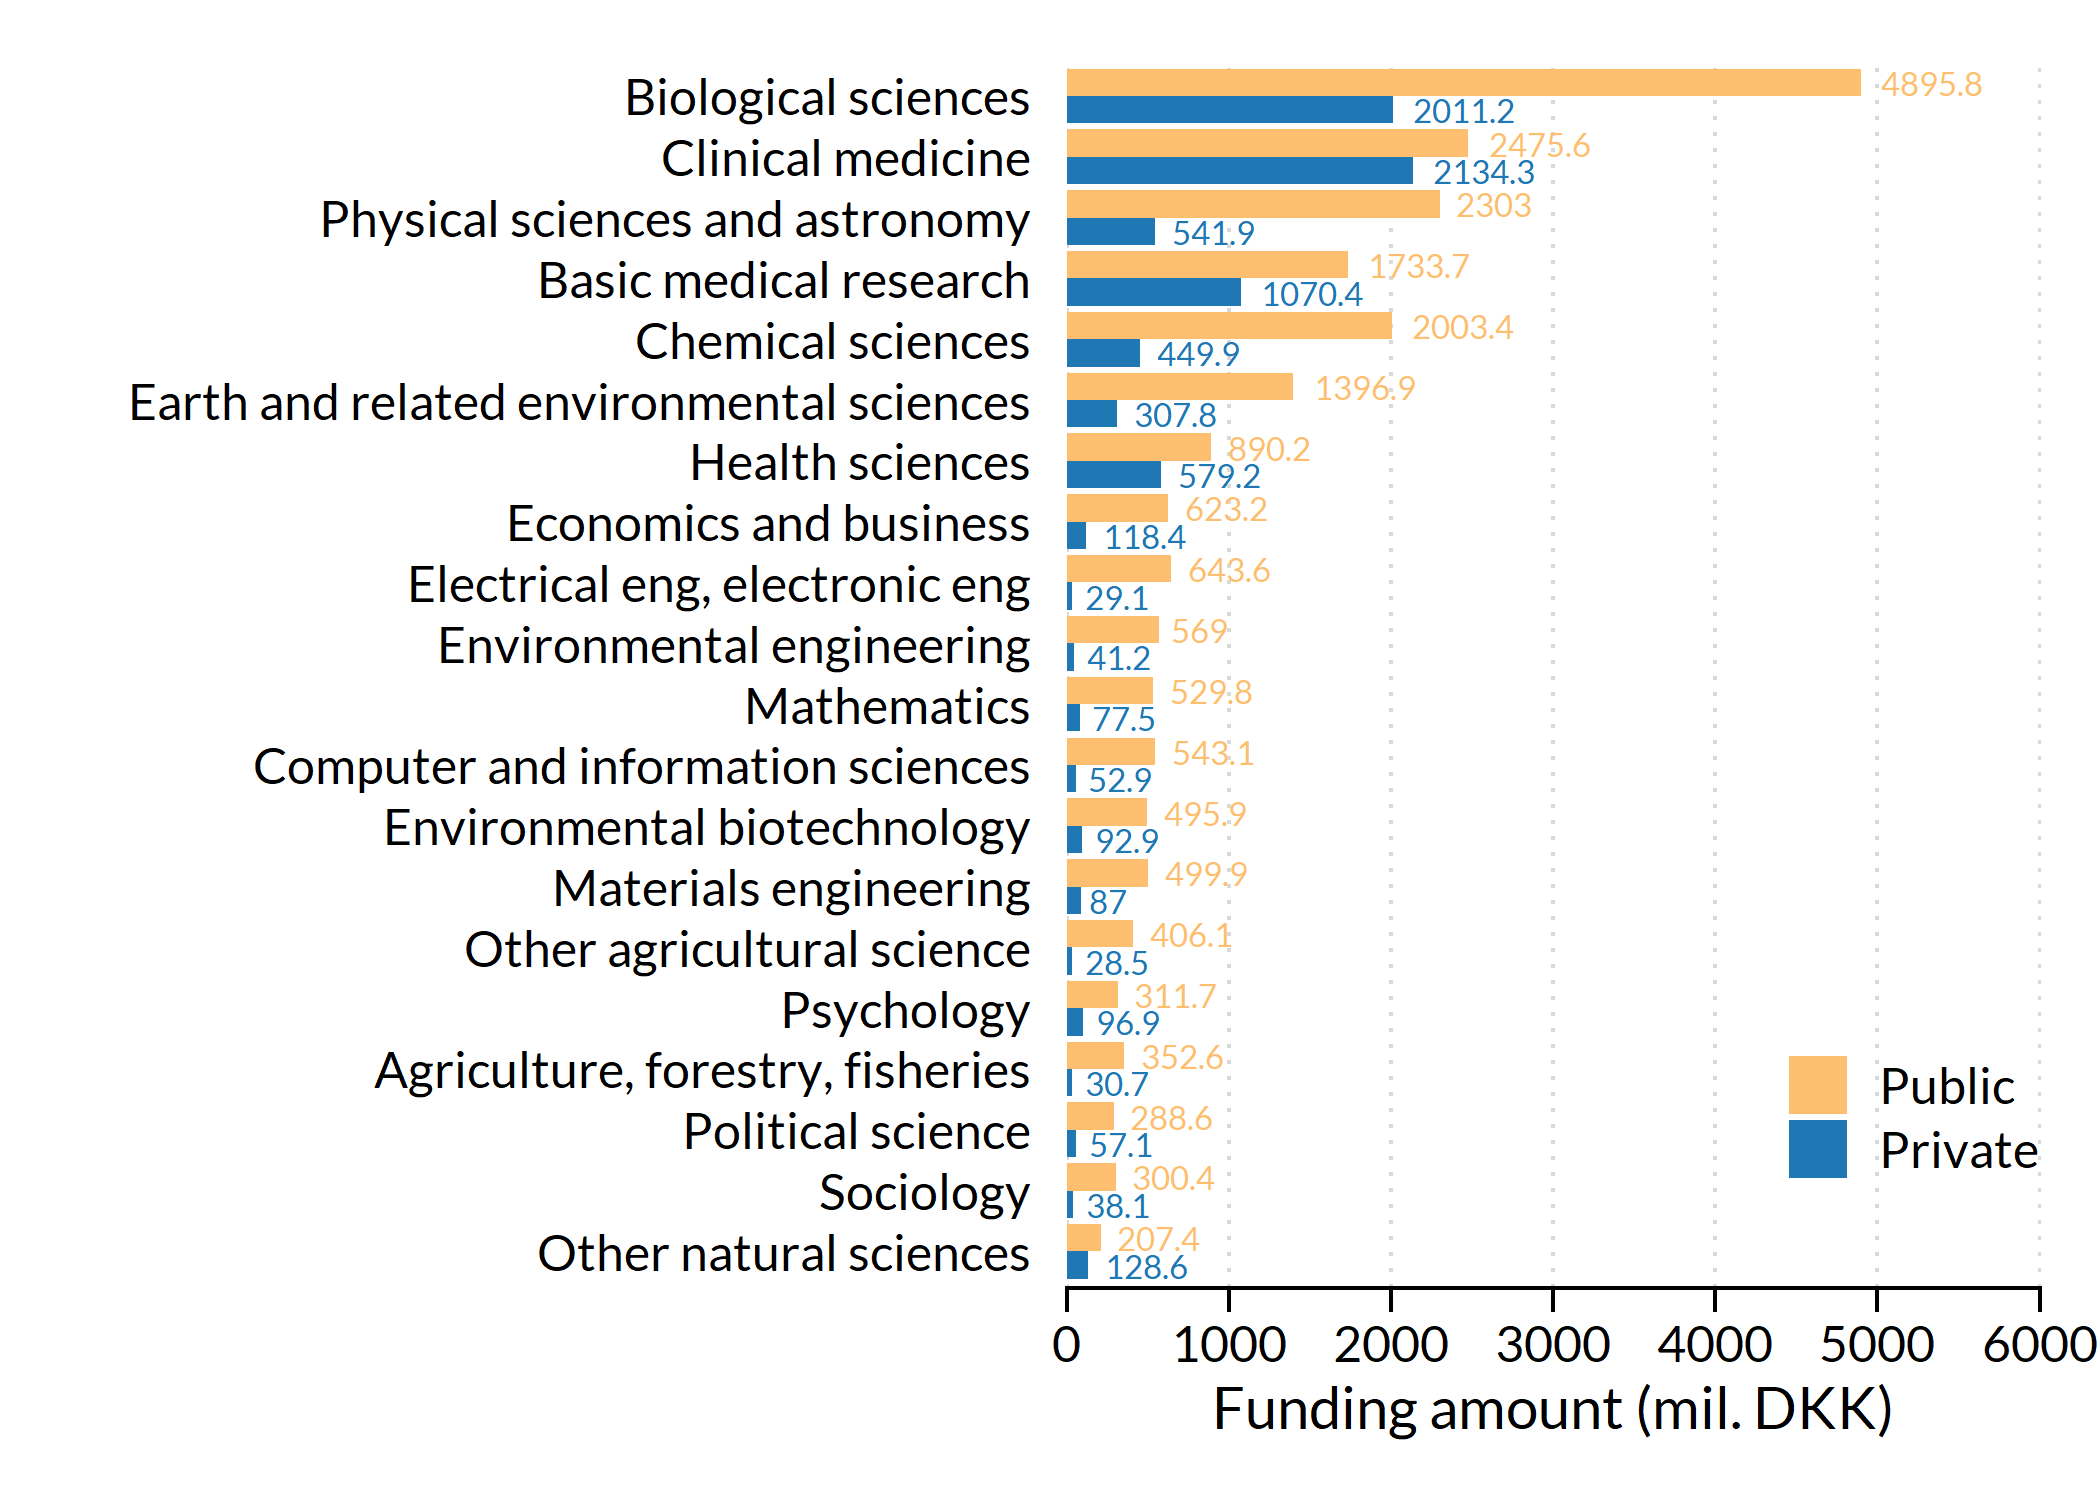 Biological sciences
4895.8
2011.2
Clinical medicine
2475.6
2134.3
Physical sciences and astronomy
2303
541.9
Basic medical research
1733.7
1070.4
Chemical sciences
2003.4
449.9
Earth and related environmental sciences
1396.9
307.8
Health sciences
890.2
579.2
Economics and business
623.2
118.4
Electrical eng, electronic eng
643.6
29.1
Environmental engineering
569
41.2
Mathematics
529.8
77.5
Computer and information sciences
543.1
52.9
Environmental biotechnology
495.9
92.9
Materials engineering
499.9
87
Other agricultural science
406.1
28.5
Psychology
311.7
96.9
Agriculture, forestry, fisheries
352.6
30.7
Political science
288.6
57.1
Sociology
300.4
38.1
Other natural sciences
207.4
128.6
Public
Private
0 1000 2000 3000 4000 5000 6000
Funding amount (mil. DKK)